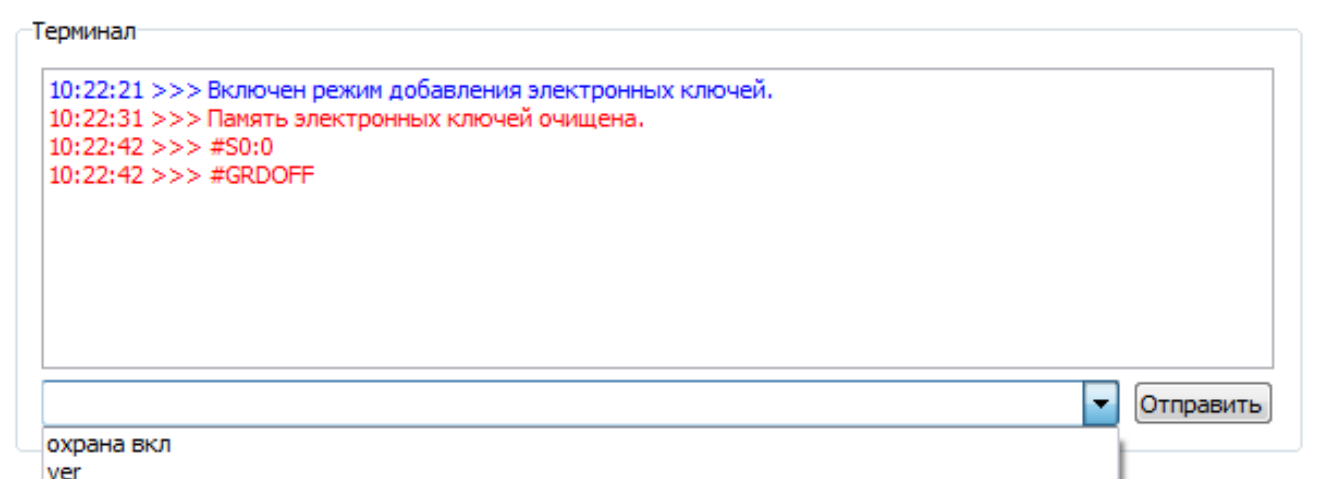 Терминал
10:22:21 >>> Включен режим добавления электронных ключей.
10:22:31 >>> Память электронных ключей очищена.
10:22:42 >>> #S0:0
10:22:42 >>> #GRDOFF
Отправить
охрана вкл
ver